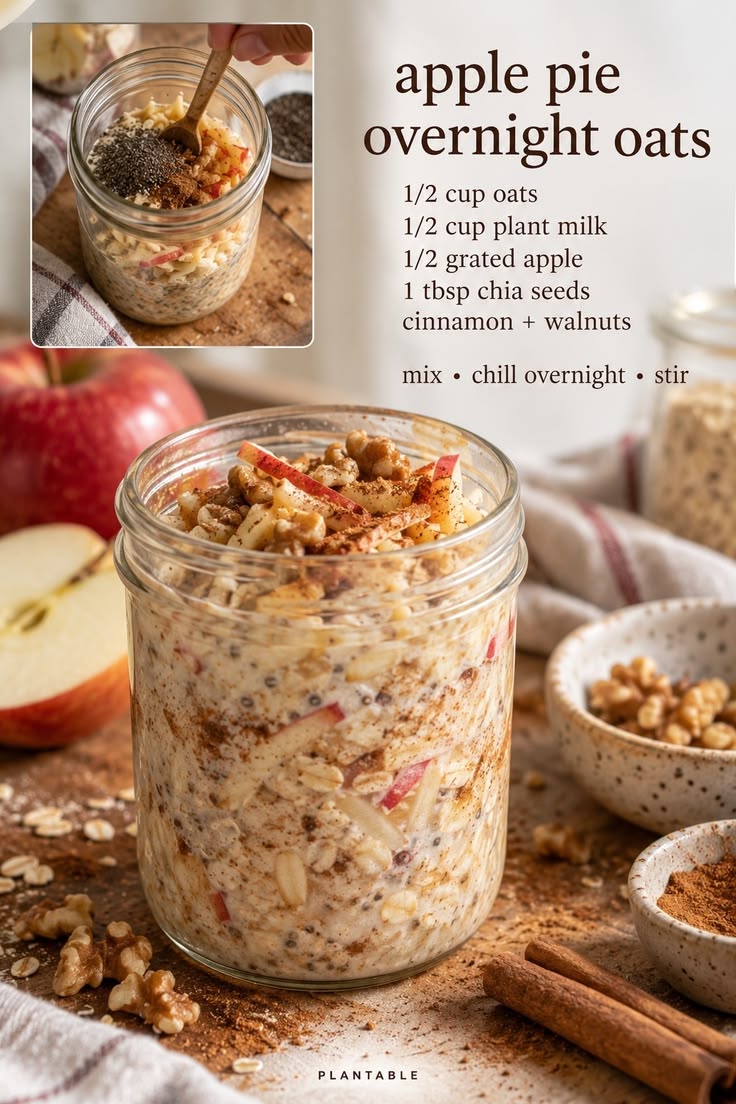 apple pie
overnight oats
1/2 cup oats
1/2 cup plant milk
1/2 grated apple
1 tbsp chia seeds
cinnamon + walnuts
mix • chill overnight • stir
PLANTABLE